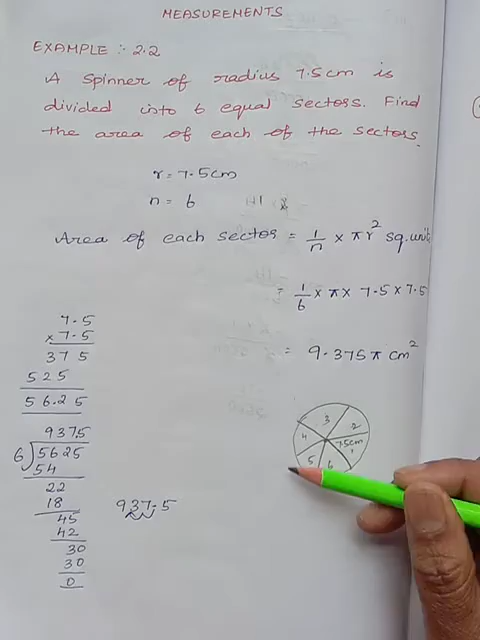 MEASUREMENTS
EXAMPLE :- 2.2
A spinner of radius 7.5cm is
divided into 6 equal sectors. Find
the area of each of the sectors.
r = 7.5cm
n = 6
Area of each sector = 1/n × πr² sq.unit
= 1/6 × π × 7.5 × 7.5
= 9.375π cm²
7.5
× 7.5
375
525
56.25
9375
6)5625
54
22
18
45
42
30
30
0
937.5
3
2
4
7.5cm
1
5
6